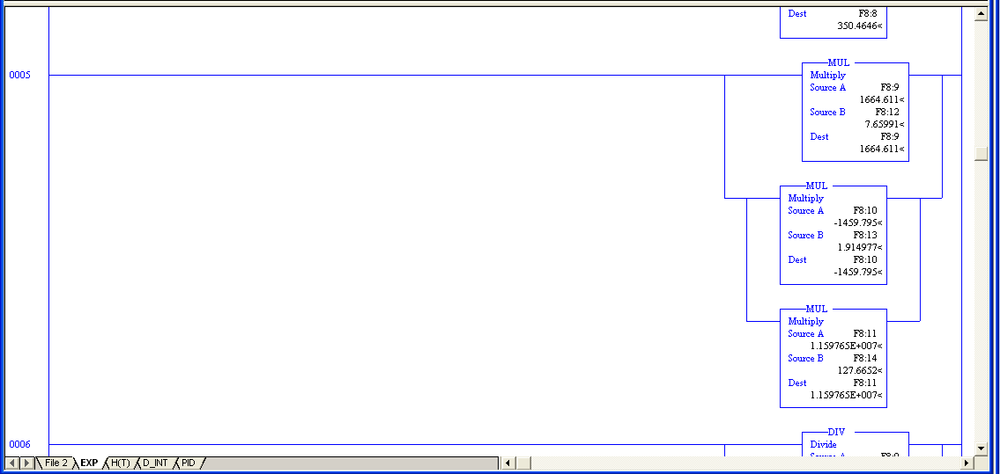 Dest F8:8
350.4646<
0005
MUL
Multiply
Source A F8:9
1664.611<
Source B F8:12
7.65991<
Dest F8:9
1664.611<
MUL
Multiply
Source A F8:10
-1459.795<
Source B F8:13
1.914977<
Dest F8:10
-1459.795<
MUL
Multiply
Source A F8:11
1.159765E+007<
Source B F8:14
127.6652<
Dest F8:11
1.159765E+007<
0006
DIV
Divide
Source A F8:9
File 2 EXP H(T) D_INT PID